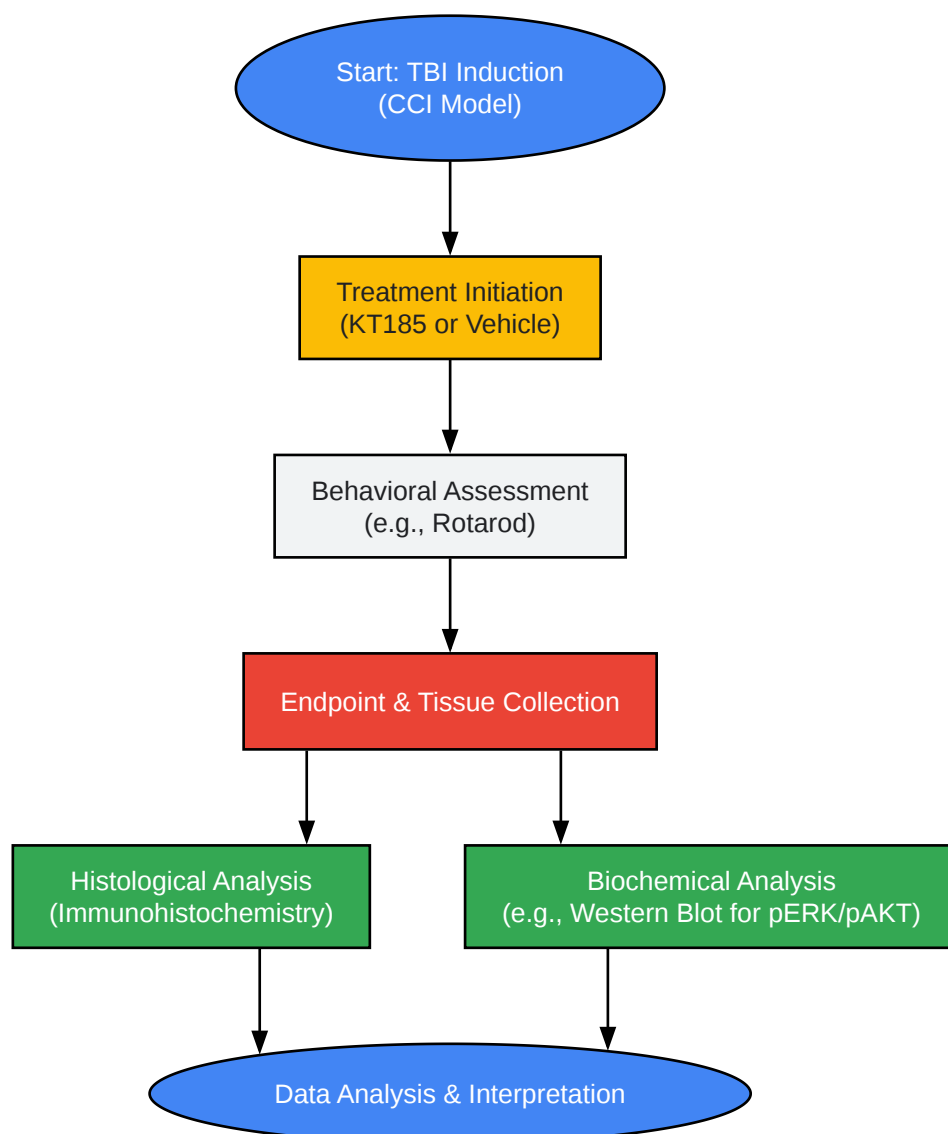 Start: TBI Induction
(CCI Model)
Treatment Initiation
(KT185 or Vehicle)
Behavioral Assessment
(e.g., Rotarod)
Endpoint & Tissue Collection
Histological Analysis
(Immunohistochemistry)
Biochemical Analysis
(e.g., Western Blot for pERK/pAKT)
Data Analysis & Interpretation